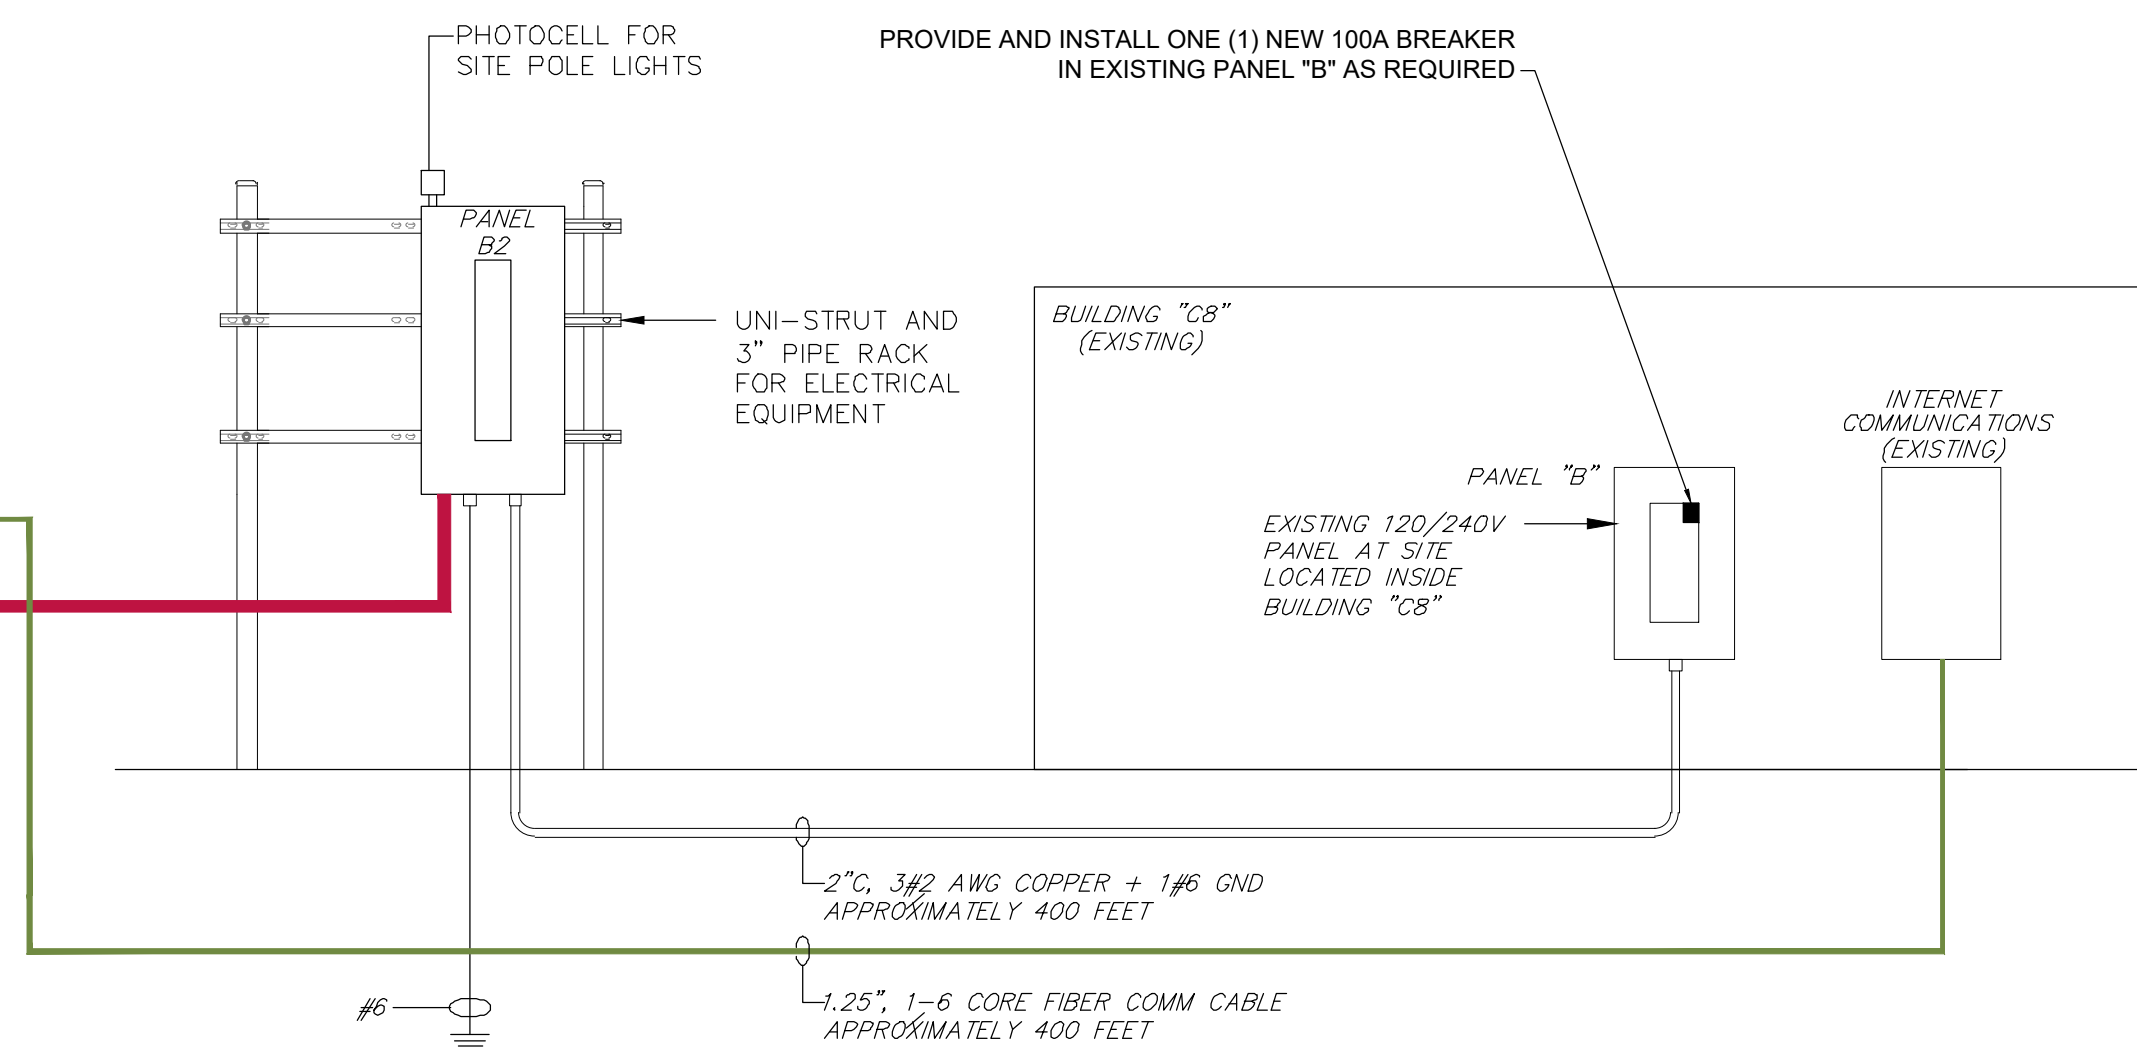 PHOTOCELL FOR
SITE POLE LIGHTS
PROVIDE AND INSTALL ONE (1) NEW 100A BREAKER
IN EXISTING PANEL "B" AS REQUIRED
PANEL
B2
UNI-STRUT AND
3" PIPE RACK
FOR ELECTRICAL
EQUIPMENT
BUILDING "C8"
(EXISTING)
INTERNET
COMMUNICATIONS
(EXISTING)
PANEL "B"
EXISTING 120/240V
PANEL AT SITE
LOCATED INSIDE
BUILDING "C8"
2"C, 3#2 AWG COPPER + 1#6 GND
APPROXIMATELY 400 FEET
#6
1.25", 1-6 CORE FIBER COMM CABLE
APPROXIMATELY 400 FEET